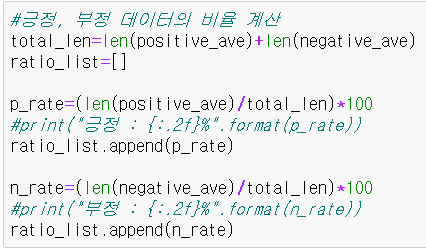 #긍정, 부정 데이터의 비율 계산
total_len=len(positive_ave)+len(negative_ave)
ratio_list=[]
p_rate=(len(positive_ave)/total_len)*100
#print("긍정 : {:.2f}%".format(p_rate))
ratio_list.append(p_rate)
n_rate=(len(negative_ave)/total_len)*100
#print("부정 : {:.2f}%".format(n_rate))
ratio_list.append(n_rate)